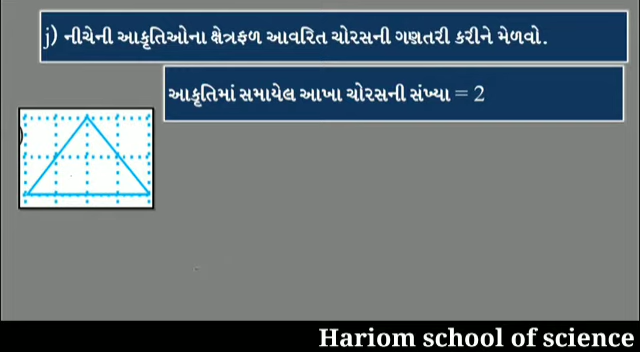 j) નીચેની આકૃતિઓના ક્ષેત્રફળ આવરિત ચોરસની ગણતરી કરીને મેળવો.
આકૃતિમાં સમાયેલ આખા ચોરસની સંખ્યા = 2
Hariom school of science